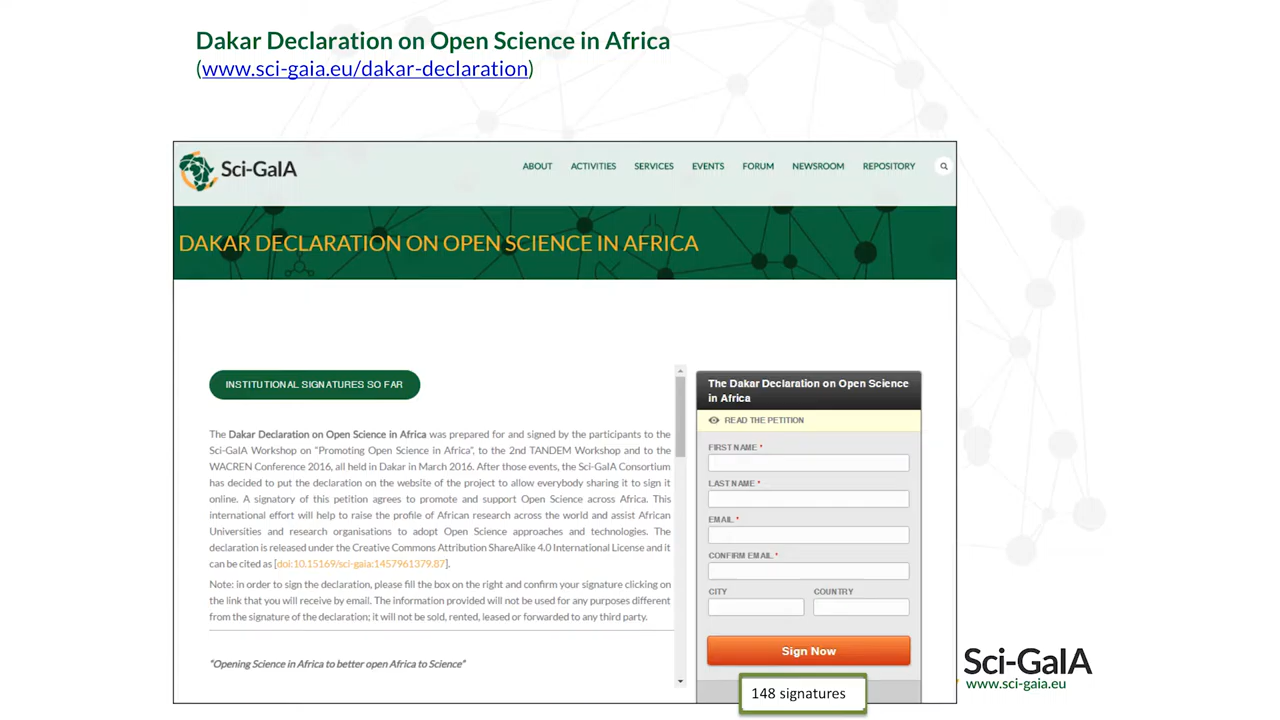 Dakar Declaration on Open Science in Africa
(www.sci-gaia.eu/dakar-declaration)
Sci-GaIA
ABOUT ACTIVITIES SERVICES EVENTS FORUM NEWSROOM REPOSITORY
DAKAR DECLARATION ON OPEN SCIENCE IN AFRICA
INSTITUTIONAL SIGNATURES SO FAR
The Dakar Declaration on Open Science in Africa was prepared for and signed by the participants to the
Sci-GaIA Workshop on "Promoting Open Science in Africa", to the 2nd TANDEM Workshop and to the
WACREN Conference 2016, all held in Dakar in March 2016. After those events, the Sci-GaIA Consortium
has decided to put the declaration on the website of the project to allow everybody sharing it to sign it
online. A signatory of this petition agrees to promote and support Open Science across Africa. This
international effort will help to raise the profile of African research across the world and assist African
Universities and research organisations to adopt Open Science approaches and technologies. The
declaration is released under the Creative Commons Attribution ShareAlike 4.0 International License and it
can be cited as [doi:10.15169/sci-gaia:1457961379.87].
Note: in order to sign the declaration, please fill the box on the right and confirm your signature clicking on
the link that you will receive by email. The information provided will not be used for any purposes different
from the signature of the declaration; it will not be sold, rented, leased or forwarded to any third party.
"Opening Science in Africa to better open Africa to Science"
The Dakar Declaration on Open Science
in Africa
READ THE PETITION
FIRST NAME *
LAST NAME *
EMAIL *
CONFIRM EMAIL *
CITY COUNTRY
Sign Now
148 signatures
Sci-GaIA
www.sci-gaia.eu